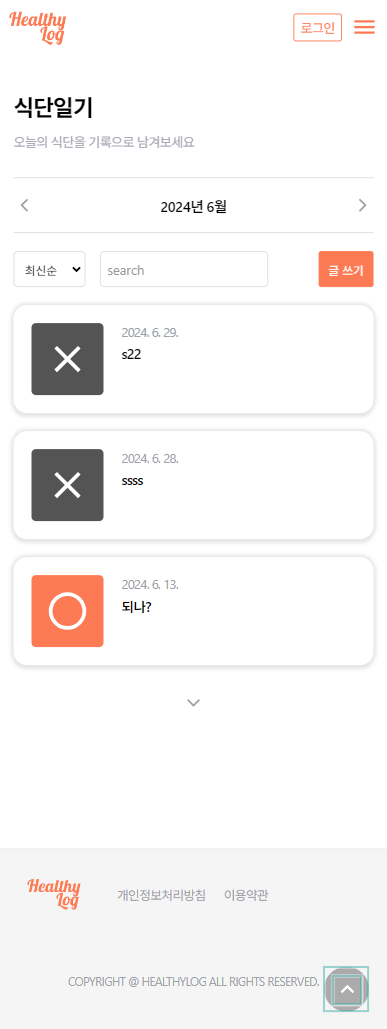 Healthy
Log
로그인
식단일기
오늘의 식단을 기록으로 남겨보세요
2024년 6월
최신순
search
글 쓰기
2024. 6. 29.
s22
2024. 6. 28.
ssss
2024. 6. 13.
되나?
Healthy
Log
개인정보처리방침 이용약관
COPYRIGHT @ HEALTHYLOG ALL RIGHTS RESERVED.